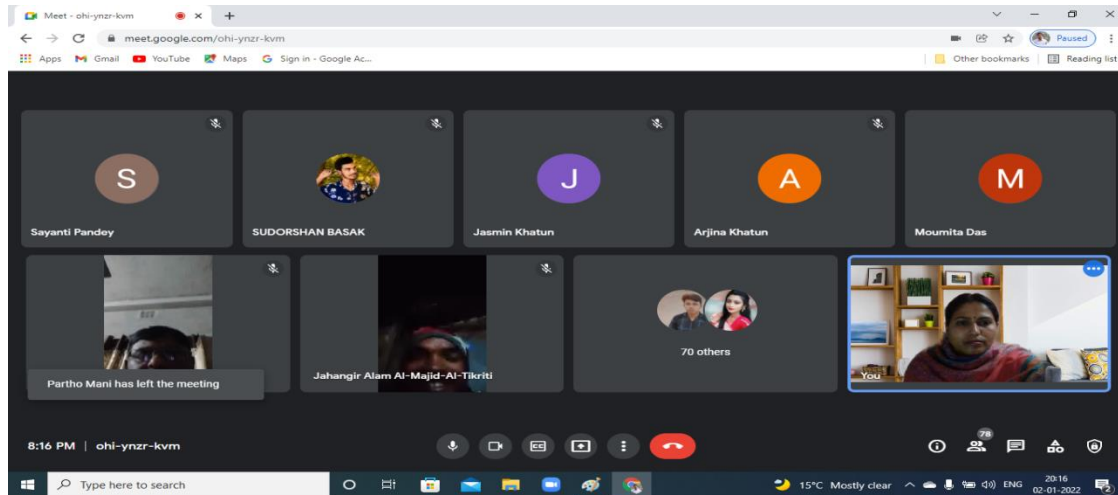 Meet - ohi-ynzr-kvm
meet.google.com/ohi-ynzr-kvm
Paused
Apps Gmail YouTube Maps Sign in - Google Ac... Other bookmarks Reading list
S J A M
Sayanti Pandey SUDORSHAN BASAK Jasmin Khatun Arjina Khatun Moumita Das
70 others
Partho Mani has left the meeting Jahangir Alam Al-Majid-Al-Tikriti You
8:16 PM | ohi-ynzr-kvm
CC
78
Type here to search 15°C Mostly clear ENG 20:16
02-01-2022